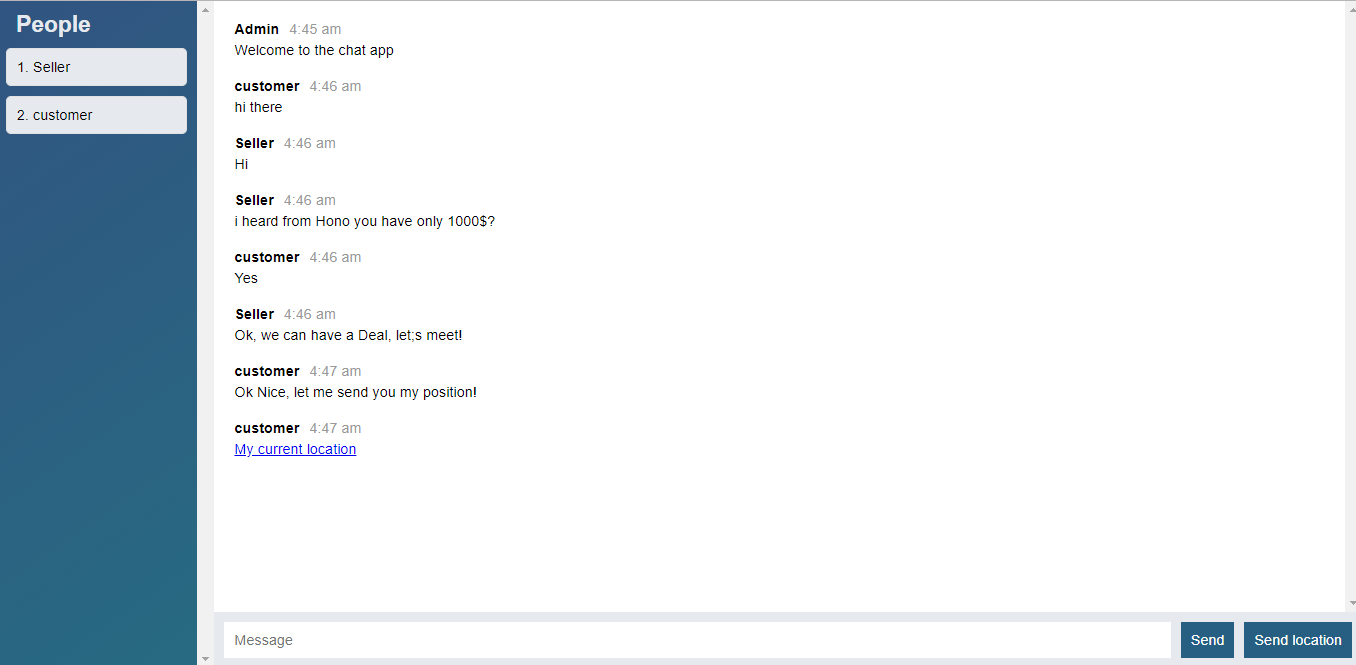 People
1. Seller
2. customer
Admin 4:45 am
Welcome to the chat app
customer 4:46 am
hi there
Seller 4:46 am
Hi
Seller 4:46 am
i heard from Hono you have only 1000$?
customer 4:46 am
Yes
Seller 4:46 am
Ok, we can have a Deal, let;s meet!
customer 4:47 am
Ok Nice, let me send you my position!
customer 4:47 am
My current location
Message
Send
Send location